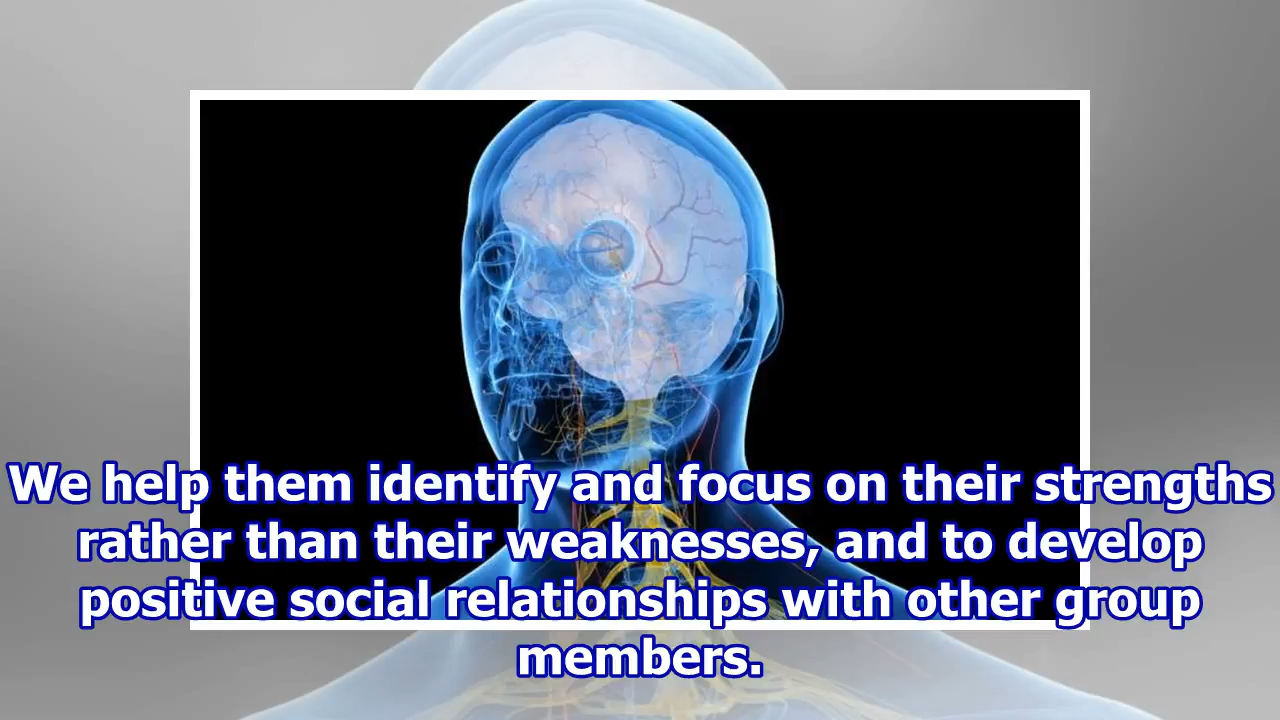 We help them identify and focus on their strengths
rather than their weaknesses, and to develop
positive social relationships with other group
members.